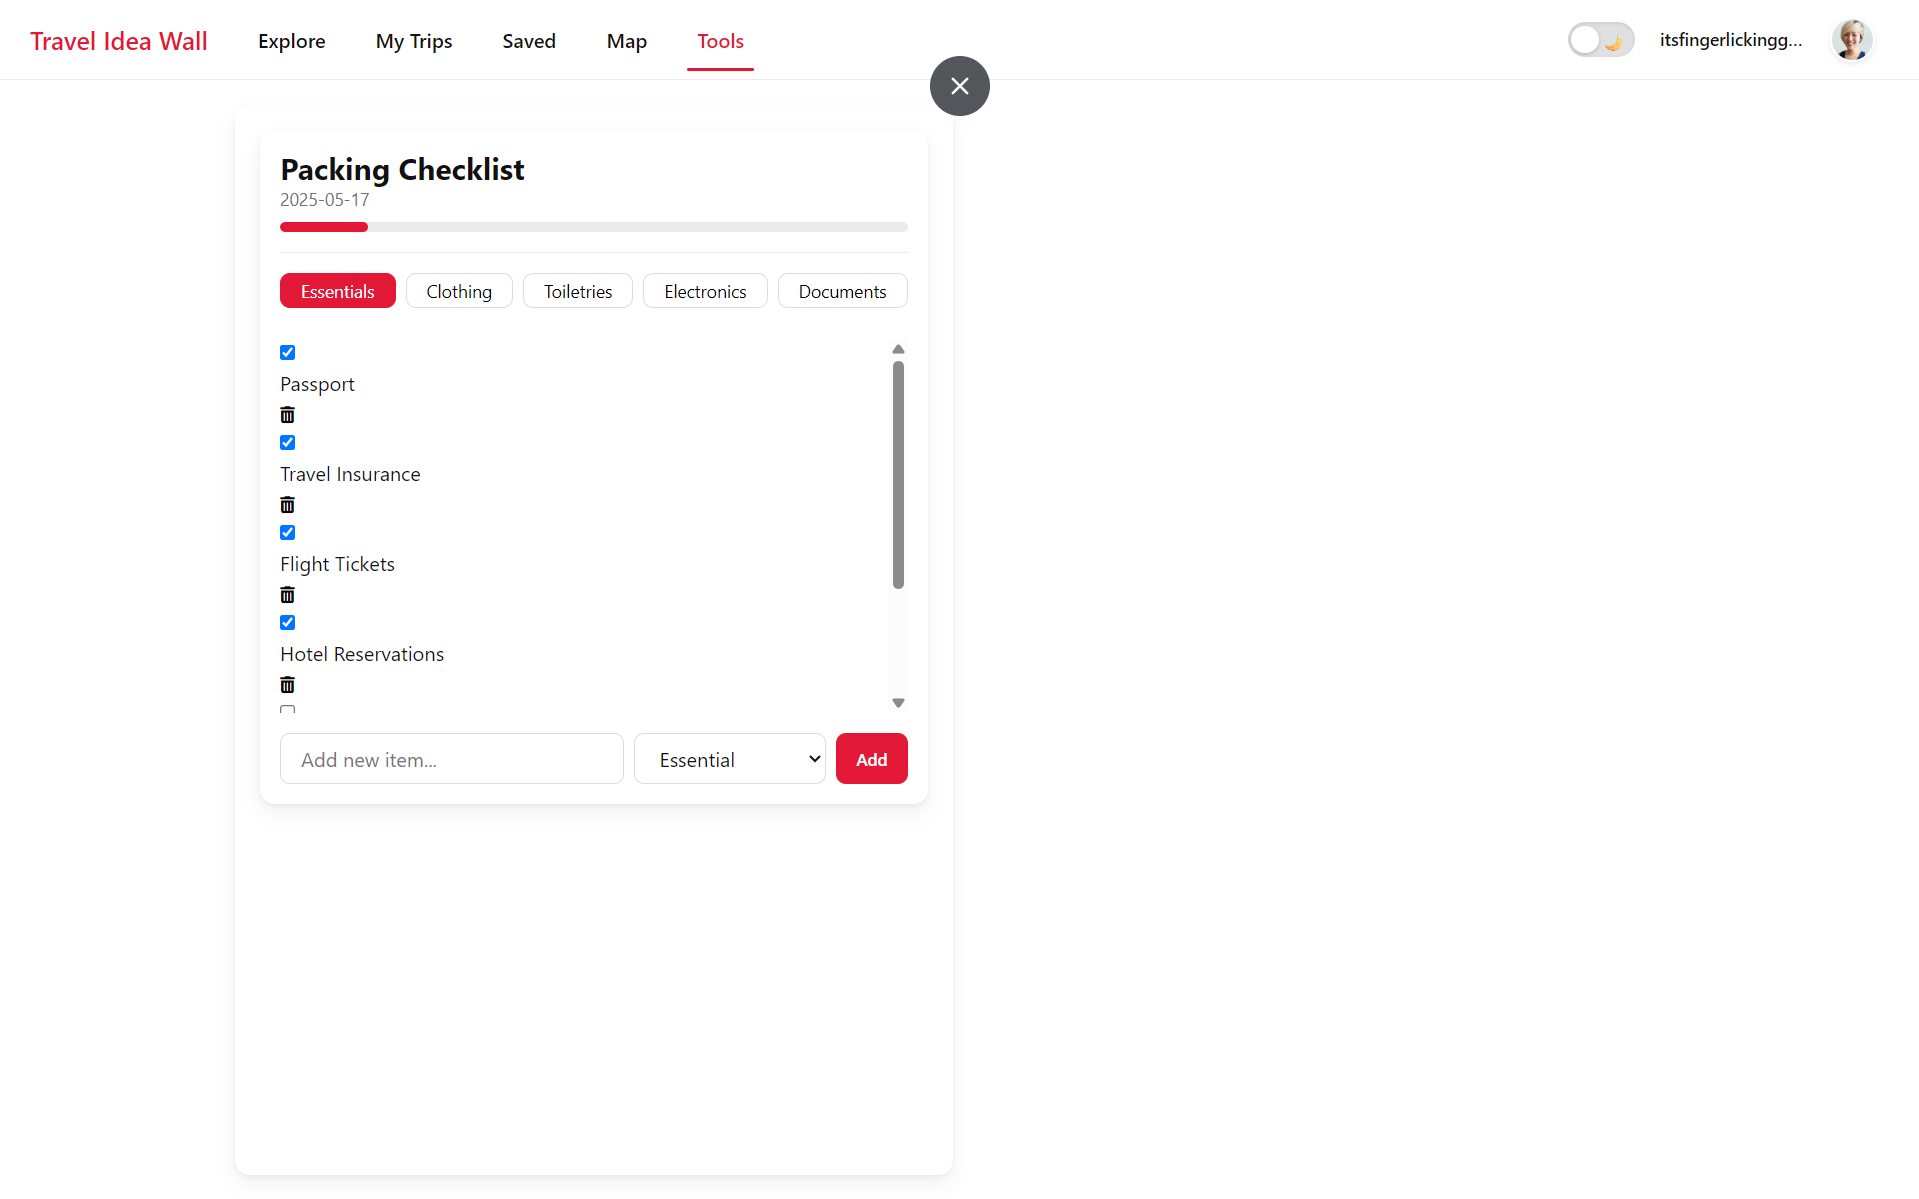 Travel Idea Wall
Explore
My Trips
Saved
Map
Tools
itsfingerlickingg...
Packing Checklist
2025-05-17
Essentials
Clothing
Toiletries
Electronics
Documents
Passport
Travel Insurance
Flight Tickets
Hotel Reservations
Add new item...
Essential
Add